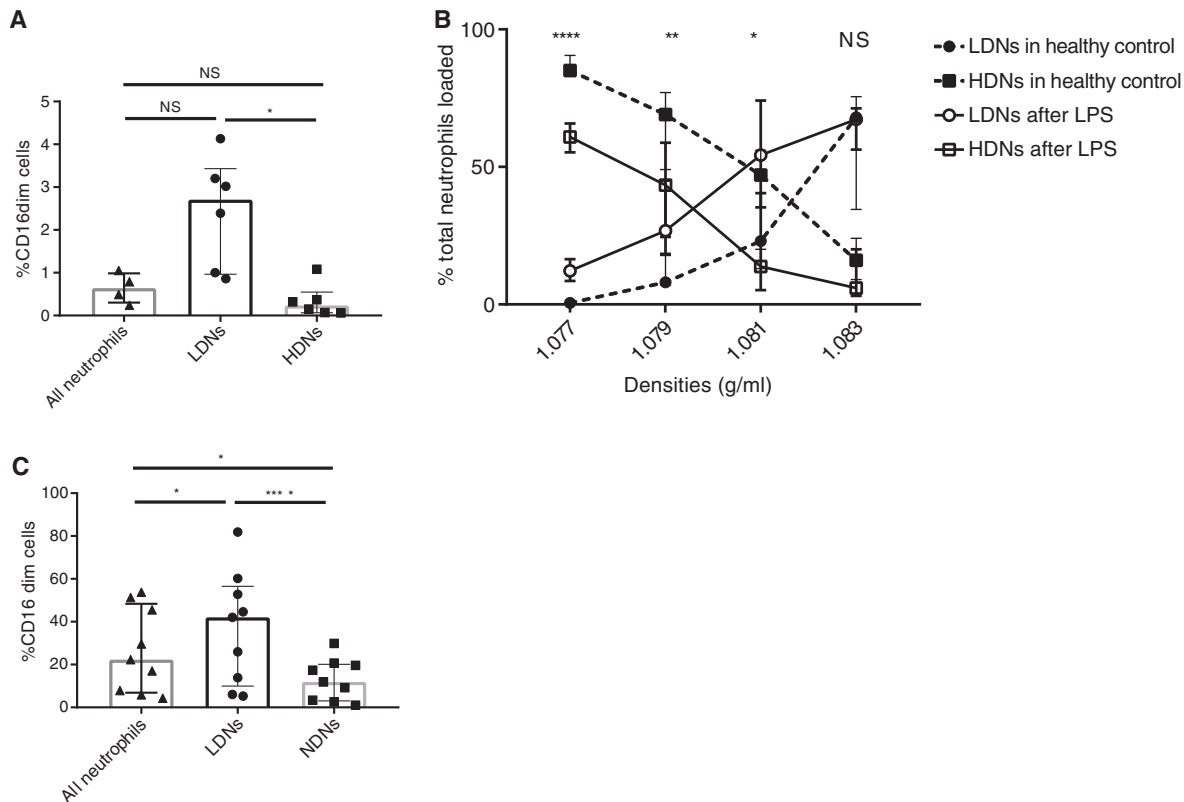 A
%CD16dim cells
NS
NS
*
5
4
3
2
1
0
All neutrophils
LDNs
HDNs
B
% total neutrophils loaded
100
50
0
****
**
*
NS
1.077
1.079
1.081
1.083
Densities (g/ml)
LDNs in healthy control
HDNs in healthy control
LDNs after LPS
HDNs after LPS
C
%CD16 dim cells
*
*
*** *
100
80
60
40
20
0
All neutrophils
LDNs
NDNs